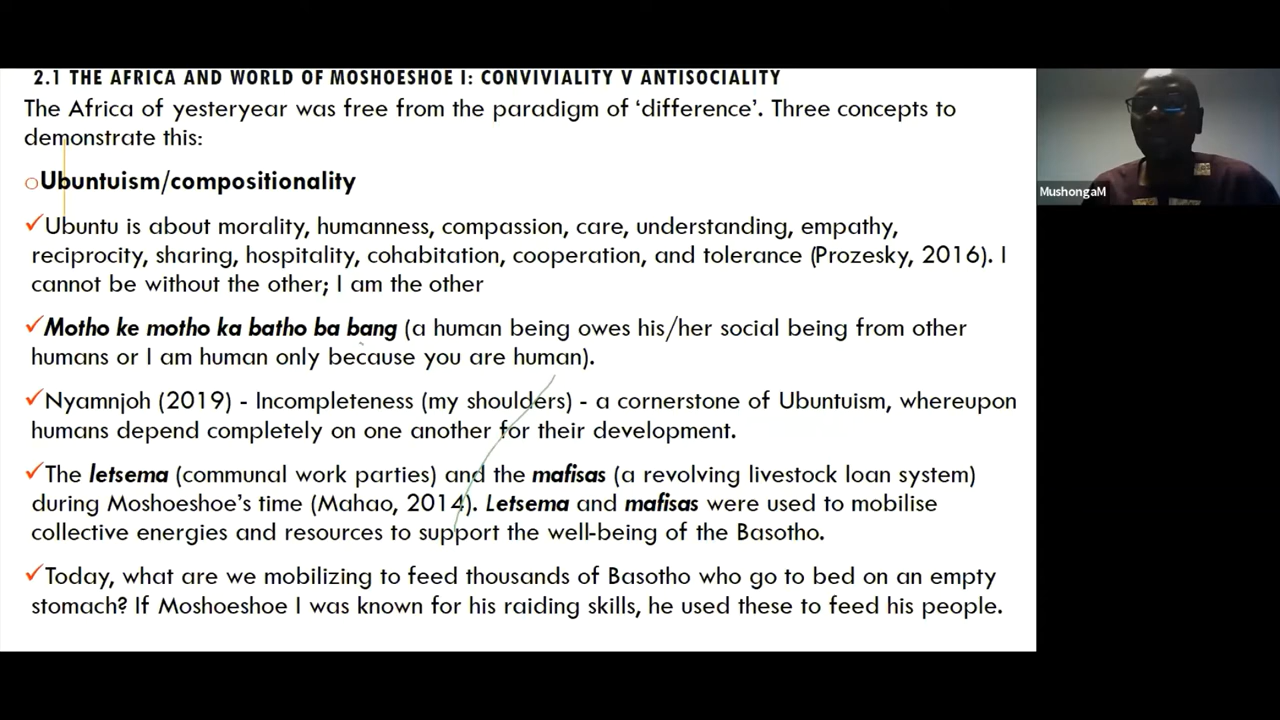 2.1 THE AFRICA AND WORLD OF MOSHOESHOE I: CONVIVIALITY V ANTISOCIALITY
The Africa of yesteryear was free from the paradigm of ‘difference’. Three concepts to
demonstrate this:
Ubuntuism/compositionality
Ubuntu is about morality, humanness, compassion, care, understanding, empathy,
reciprocity, sharing, hospitality, cohabitation, cooperation, and tolerance (Prozesky, 2016). I
cannot be without the other; I am the other
Motho ke motho ka batho ba bang (a human being owes his/her social being from other
humans or I am human only because you are human).
Nyamnjoh (2019) - Incompleteness (my shoulders) - a cornerstone of Ubuntuism, whereupon
humans depend completely on one another for their development.
The letsema (communal work parties) and the mafisas (a revolving livestock loan system)
during Moshoeshoe’s time (Mahao, 2014). Letsema and mafisas were used to mobilise
collective energies and resources to support the well-being of the Basotho.
Today, what are we mobilizing to feed thousands of Basotho who go to bed on an empty
stomach? If Moshoeshoe I was known for his raiding skills, he used these to feed his people.
MushongaM